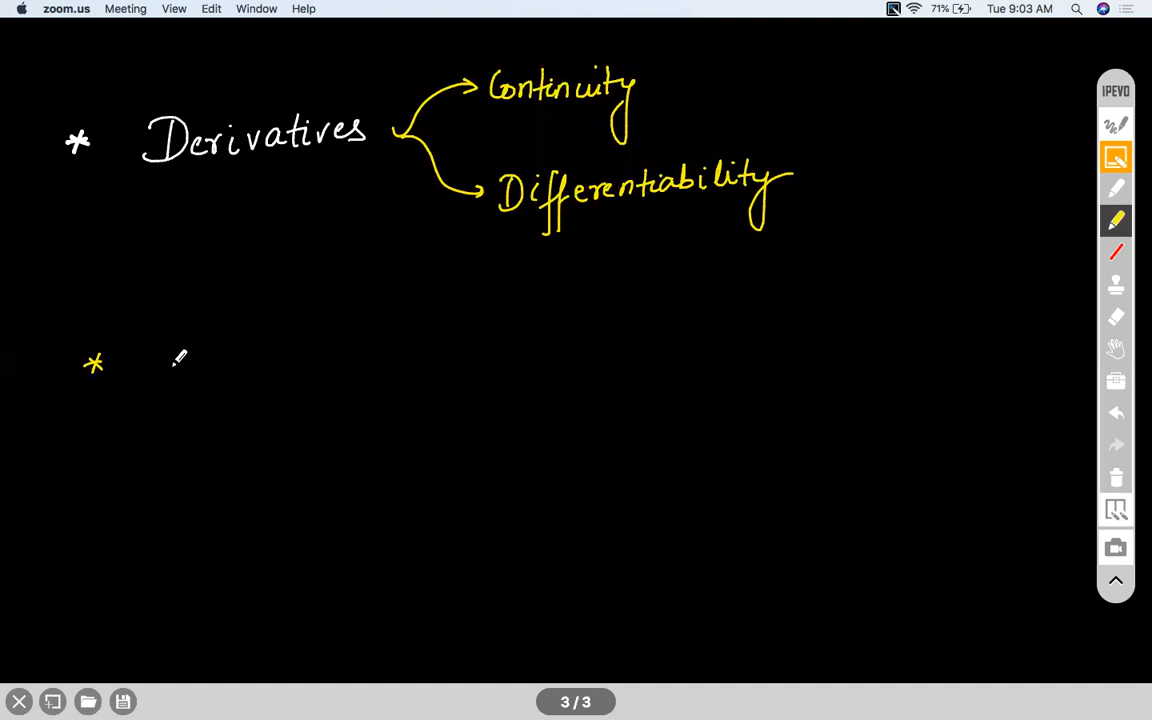 zoom.us Meeting View Edit Window Help 71% Tue 9:03 AM
IPEVO
Continuity
* Derivatives
Differentiability
*
3/3